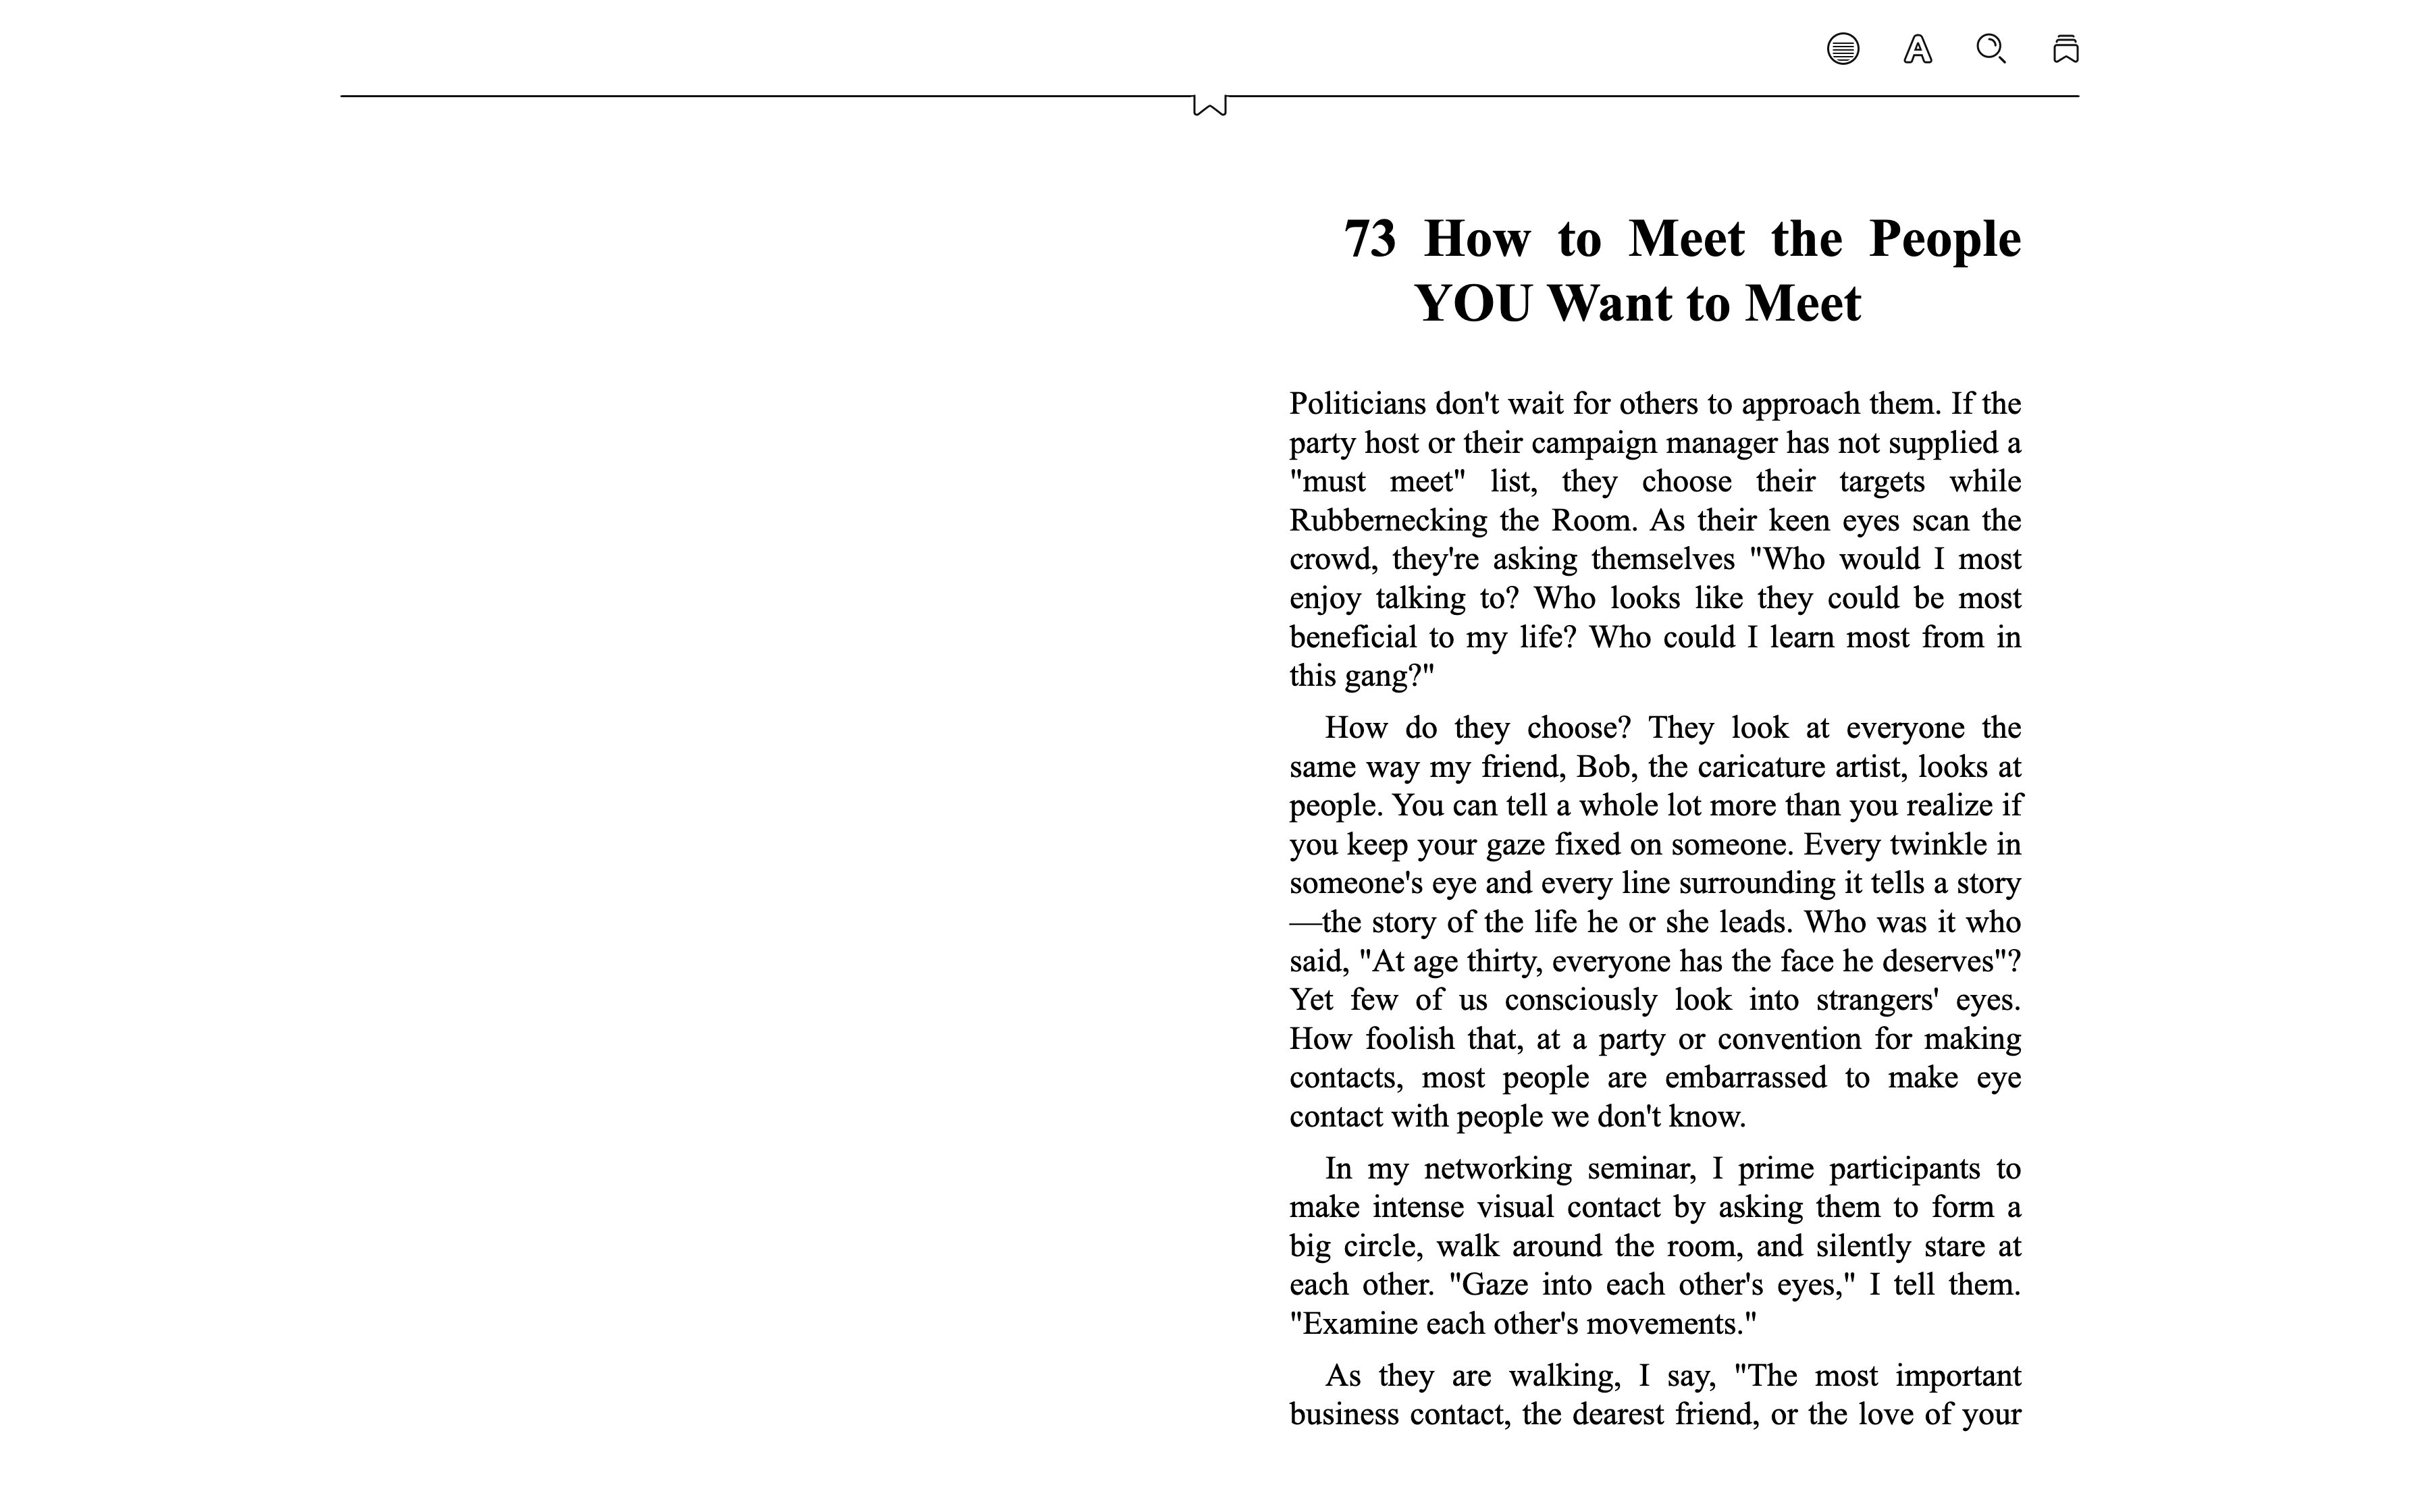 73 How to Meet the People
YOU Want to Meet
Politicians don't wait for others to approach them. If the
party host or their campaign manager has not supplied a
"must meet" list, they choose their targets while
Rubbernecking the Room. As their keen eyes scan the
crowd, they're asking themselves "Who would I most
enjoy talking to? Who looks like they could be most
beneficial to my life? Who could I learn most from in
this gang?"
How do they choose? They look at everyone the
same way my friend, Bob, the caricature artist, looks at
people. You can tell a whole lot more than you realize if
you keep your gaze fixed on someone. Every twinkle in
someone's eye and every line surrounding it tells a story
—the story of the life he or she leads. Who was it who
said, "At age thirty, everyone has the face he deserves"?
Yet few of us consciously look into strangers' eyes.
How foolish that, at a party or convention for making
contacts, most people are embarrassed to make eye
contact with people we don't know.
In my networking seminar, I prime participants to
make intense visual contact by asking them to form a
big circle, walk around the room, and silently stare at
each other. "Gaze into each other's eyes," I tell them.
"Examine each other's movements."
As they are walking, I say, "The most important
business contact, the dearest friend, or the love of your